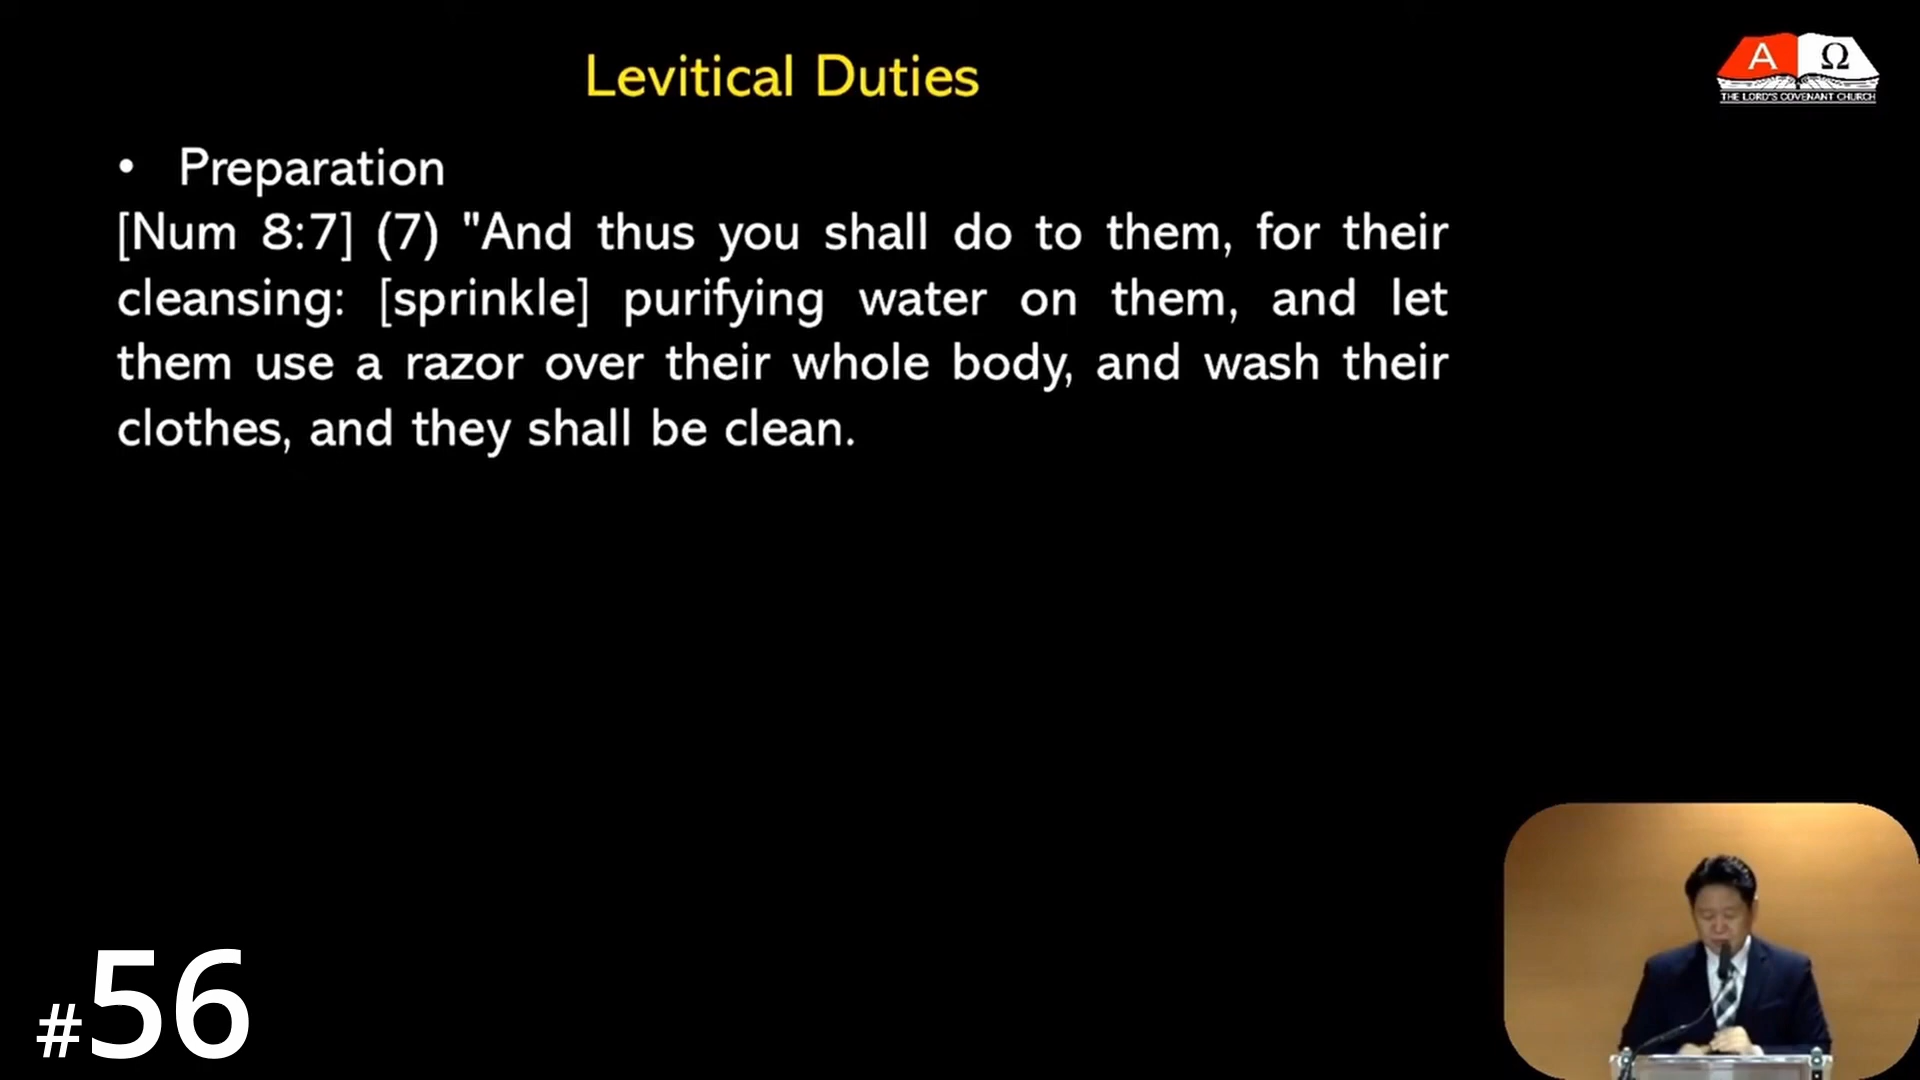 Levitical Duties
A Ω
THE LORD'S COVENANT CHURCH
• Preparation
[Num 8:7] (7) "And thus you shall do to them, for their
cleansing: [sprinkle] purifying water on them, and let
them use a razor over their whole body, and wash their
clothes, and they shall be clean.
#56